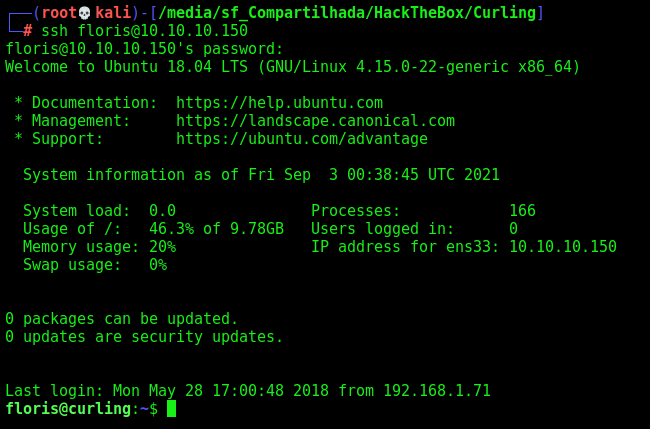 ┌──(root💀kali)-[/media/sf_Compartilhada/HackTheBox/Curling]
└─# ssh floris@10.10.10.150
floris@10.10.10.150's password:
Welcome to Ubuntu 18.04 LTS (GNU/Linux 4.15.0-22-generic x86_64)
* Documentation:  https://help.ubuntu.com
* Management:     https://landscape.canonical.com
* Support:        https://ubuntu.com/advantage
System information as of Fri Sep  3 00:38:45 UTC 2021
System load:  0.0                Processes:            166
Usage of /:   46.3% of 9.78GB   Users logged in:      0
Memory usage: 20%                IP address for ens33: 10.10.10.150
Swap usage:   0%
0 packages can be updated.
0 updates are security updates.
Last login: Mon May 28 17:00:48 2018 from 192.168.1.71
floris@curling:~$